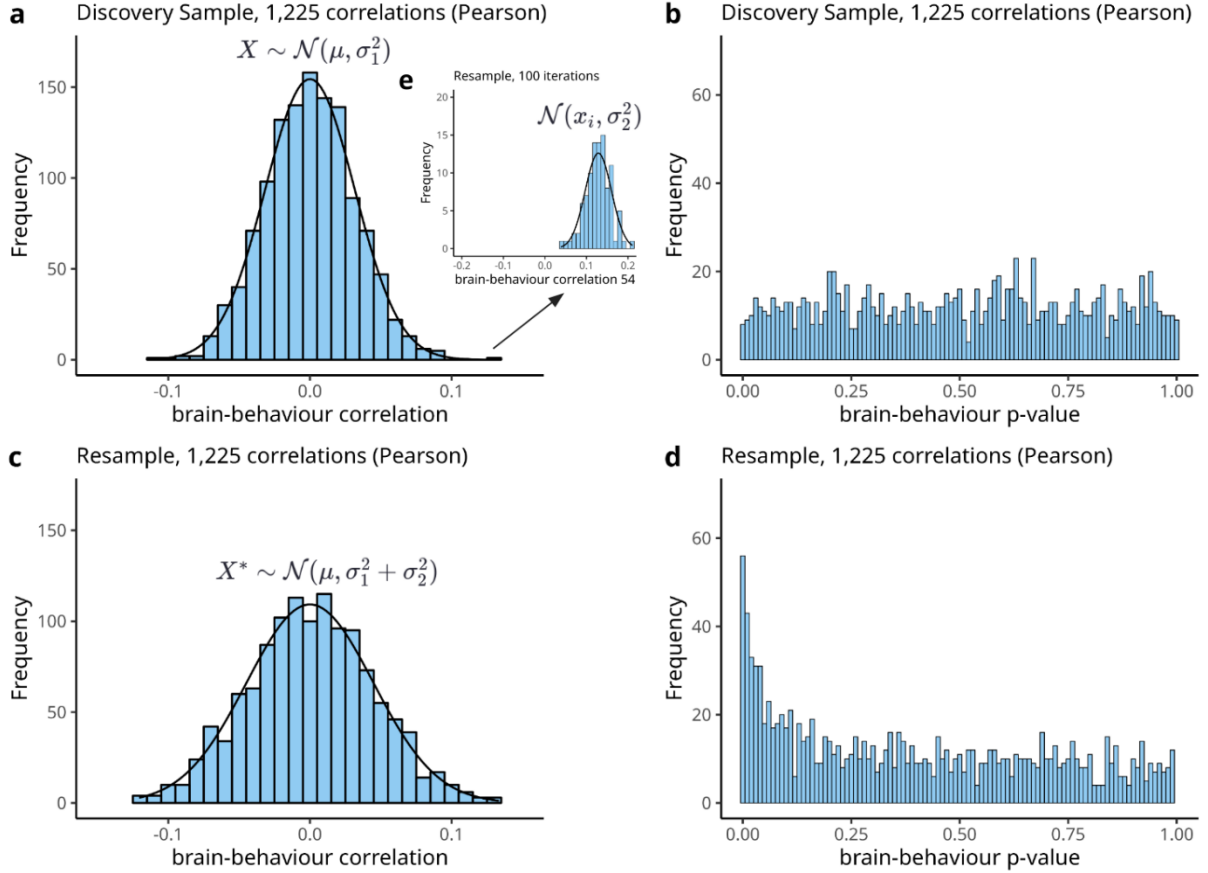 a
Discovery Sample, 1,225 correlations (Pearson)
X ∼ 𝒩(μ, σ₁²)
150
100
50
0
Frequency
-0.1
0.0
0.1
brain-behaviour correlation
e
Resample, 100 iterations
𝒩(xᵢ, σ₂²)
20
15
10
5
0
Frequency
-0.2
-0.1
0.0
0.1
0.2
brain-behaviour correlation 54
b
Discovery Sample, 1,225 correlations (Pearson)
60
40
20
0
Frequency
0.00
0.25
0.50
0.75
1.00
brain-behaviour p-value
c
Resample, 1,225 correlations (Pearson)
X* ∼ 𝒩(μ, σ₁² + σ₂²)
150
100
50
0
Frequency
-0.1
0.0
0.1
brain-behaviour correlation
d
Resample, 1,225 correlations (Pearson)
60
40
20
0
Frequency
0.00
0.25
0.50
0.75
1.00
brain-behaviour p-value